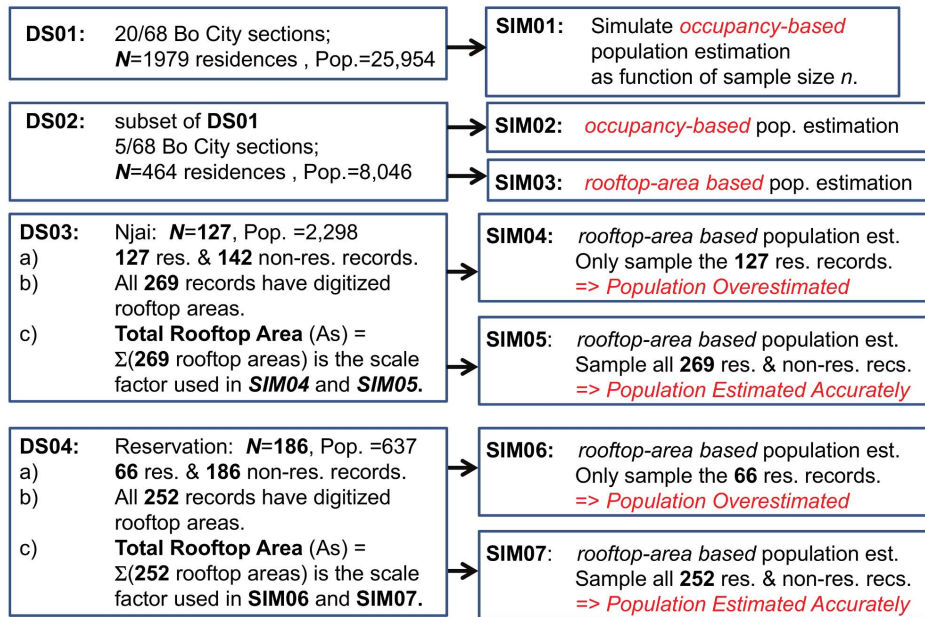 DS01: 20/68 Bo City sections;
N=1979 residences , Pop.=25,954
SIM01: Simulate occupancy-based
population estimation
as function of sample size n.
DS02: subset of DS01
5/68 Bo City sections;
N=464 residences , Pop.=8,046
SIM02: occupancy-based pop. estimation
SIM03: rooftop-area based pop. estimation
DS03: Njai: N=127, Pop. =2,298
a) 127 res. & 142 non-res. records.
b) All 269 records have digitized
rooftop areas.
c) Total Rooftop Area (As) =
Σ(269 rooftop areas) is the scale
factor used in SIM04 and SIM05.
SIM04: rooftop-area based population est.
Only sample the 127 res. records.
=> Population Overestimated
SIM05: rooftop-area based population est.
Sample all 269 res. & non-res. recs.
=> Population Estimated Accurately
DS04: Reservation: N=186, Pop. =637
a) 66 res. & 186 non-res. records.
b) All 252 records have digitized
rooftop areas.
c) Total Rooftop Area (As) =
Σ(252 rooftop areas) is the scale
factor used in SIM06 and SIM07.
SIM06: rooftop-area based population est.
Only sample the 66 res. records.
=> Population Overestimated
SIM07: rooftop-area based population est.
Sample all 252 res. & non-res. recs.
=> Population Estimated Accurately